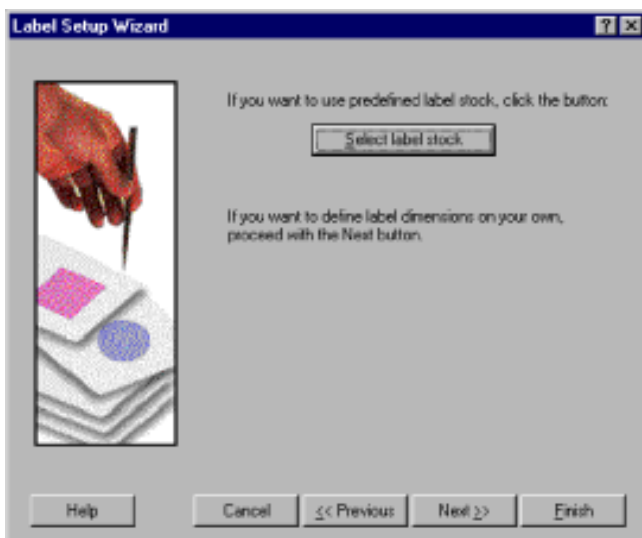 Label Setup Wizard
If you want to use predefined label stock, click the button:
Select label stock
If you want to define label dimensions on your own,
proceed with the Next button.
Help
Cancel
<< Previous
Next >>
Finish